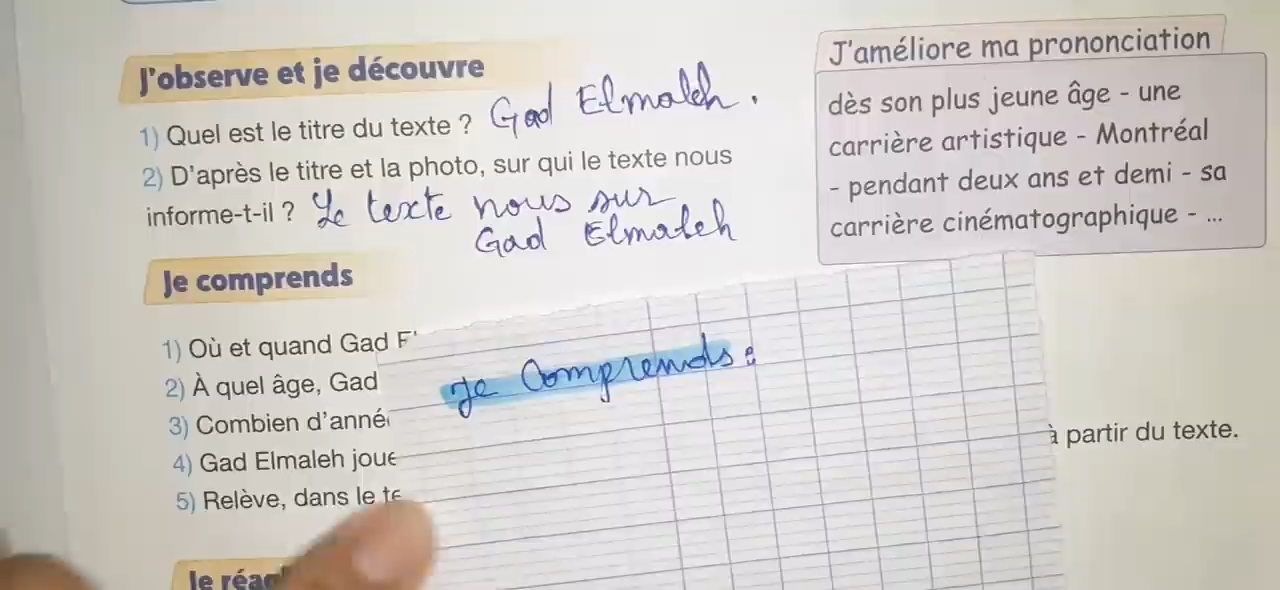 J'observe et je découvre
1) Quel est le titre du texte ? Gad Elmaleh.
2) D'après le titre et la photo, sur qui le texte nous
informe-t-il ? Le texte nous sur
Gad Elmaleh
Je comprends
1) Où et quand Gad
2) À quel âge, Gad
3) Combien d'anné
4) Gad Elmaleh joue
5) Relève, dans le te
Je réag
Je comprends :
à partir du texte.
J'améliore ma prononciation
dès son plus jeune âge - une
carrière artistique - Montréal
- pendant deux ans et demi - sa
carrière cinématographique - ...